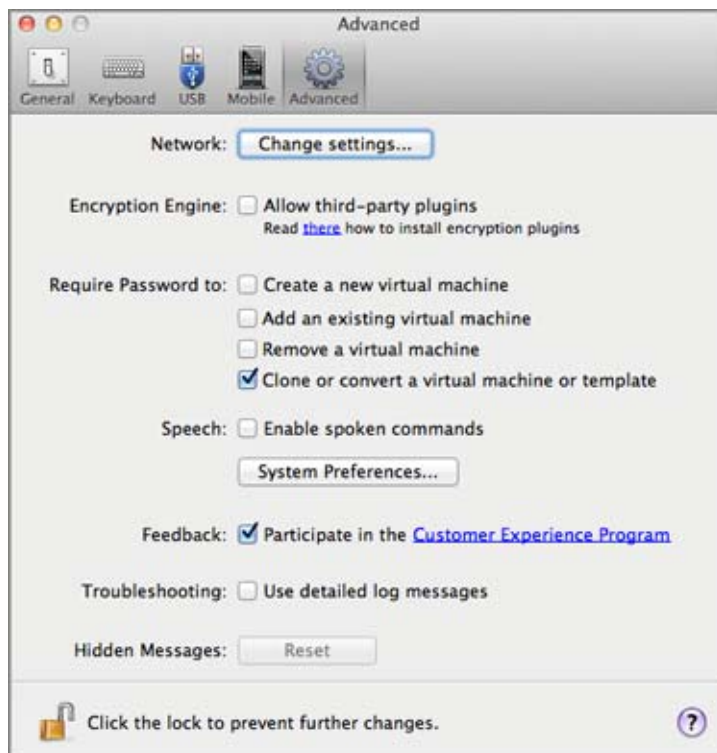 Advanced
General Keyboard USB Mobile Advanced
Network: Change settings...
Encryption Engine: Allow third-party plugins
Read there how to install encryption plugins
Require Password to: Create a new virtual machine
Add an existing virtual machine
Remove a virtual machine
Clone or convert a virtual machine or template
Speech: Enable spoken commands
System Preferences...
Feedback: Participate in the Customer Experience Program
Troubleshooting: Use detailed log messages
Hidden Messages: Reset
Click the lock to prevent further changes. ?